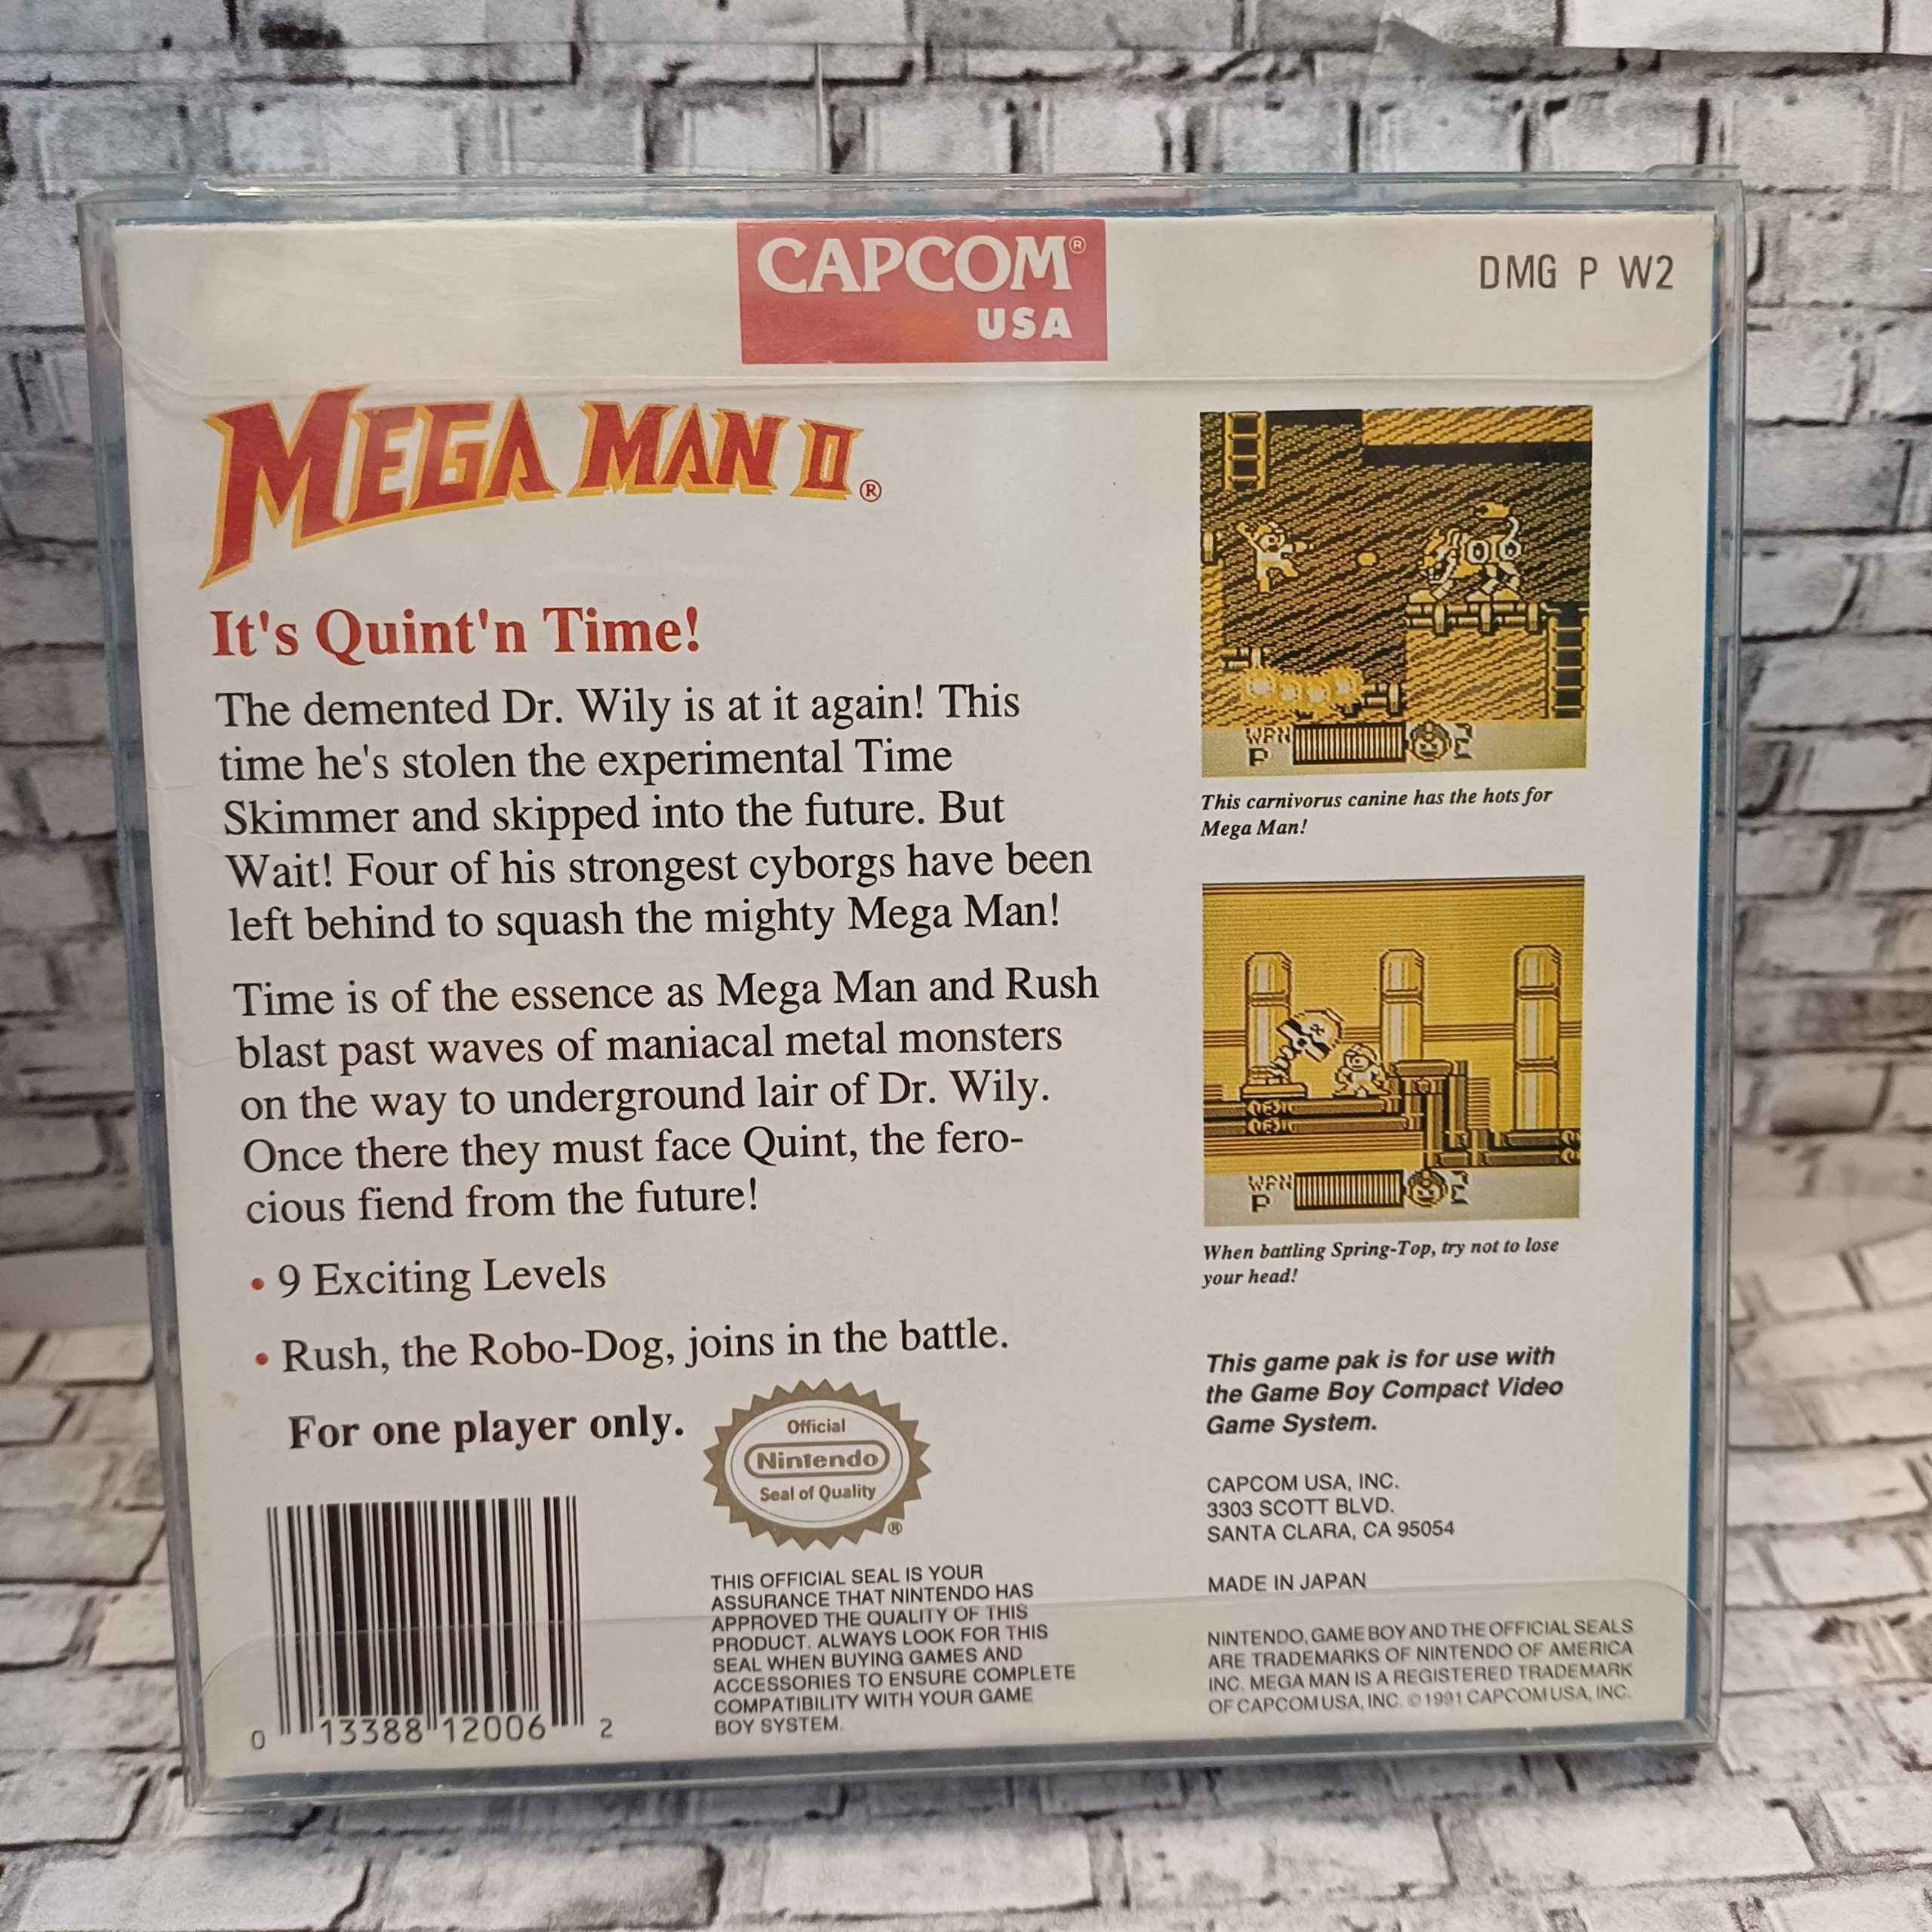 CAPCOM®
USA
DMG P W2
MEGA MAN II®
It's Quint'n Time!
The demented Dr. Wily is at it again! This
time he's stolen the experimental Time
Skimmer and skipped into the future. But
Wait! Four of his strongest cyborgs have been
left behind to squash the mighty Mega Man!
Time is of the essence as Mega Man and Rush
blast past waves of maniacal metal monsters
on the way to underground lair of Dr. Wily.
Once there they must face Quint, the fero-
cious fiend from the future!
• 9 Exciting Levels
• Rush, the Robo-Dog, joins in the battle.
For one player only.
Official
Nintendo
Seal of Quality
®
THIS OFFICIAL SEAL IS YOUR
ASSURANCE THAT NINTENDO HAS
APPROVED THE QUALITY OF THIS
PRODUCT. ALWAYS LOOK FOR THIS
SEAL WHEN BUYING GAMES AND
ACCESSORIES TO ENSURE COMPLETE
COMPATIBILITY WITH YOUR GAME
BOY SYSTEM.
0 13388 12006 2
WPN
P
2
This carnivorus canine has the hots for
Mega Man!
WPN
P
2
When battling Spring-Top, try not to lose
your head!
This game pak is for use with
the Game Boy Compact Video
Game System.
CAPCOM USA, INC.
3303 SCOTT BLVD.
SANTA CLARA, CA 95054
MADE IN JAPAN
NINTENDO, GAME BOY AND THE OFFICIAL SEALS
ARE TRADEMARKS OF NINTENDO OF AMERICA
INC. MEGA MAN IS A REGISTERED TRADEMARK
OF CAPCOM USA, INC. © 1991 CAPCOM USA, INC.